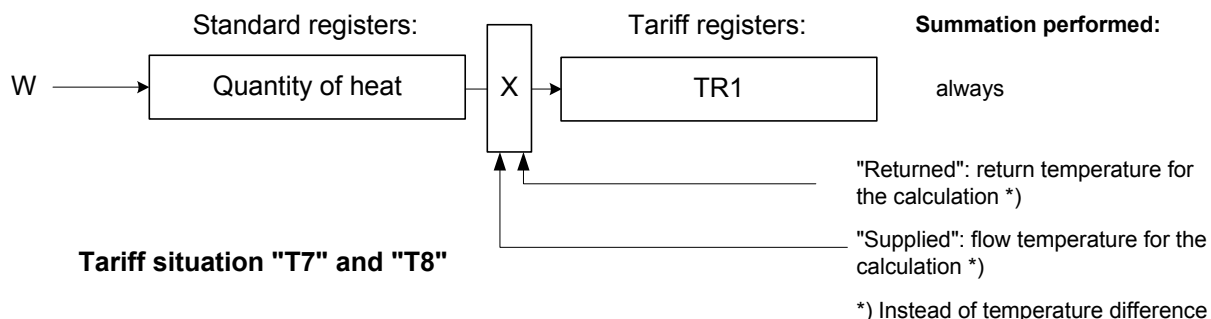 Standard registers:
Tariff registers:
Summation performed:
W
Quantity of heat
X
TR1
always
"Returned": return temperature for
the calculation *)
"Supplied": flow temperature for the
calculation *)
Tariff situation "T7" and "T8"
*) Instead of temperature difference